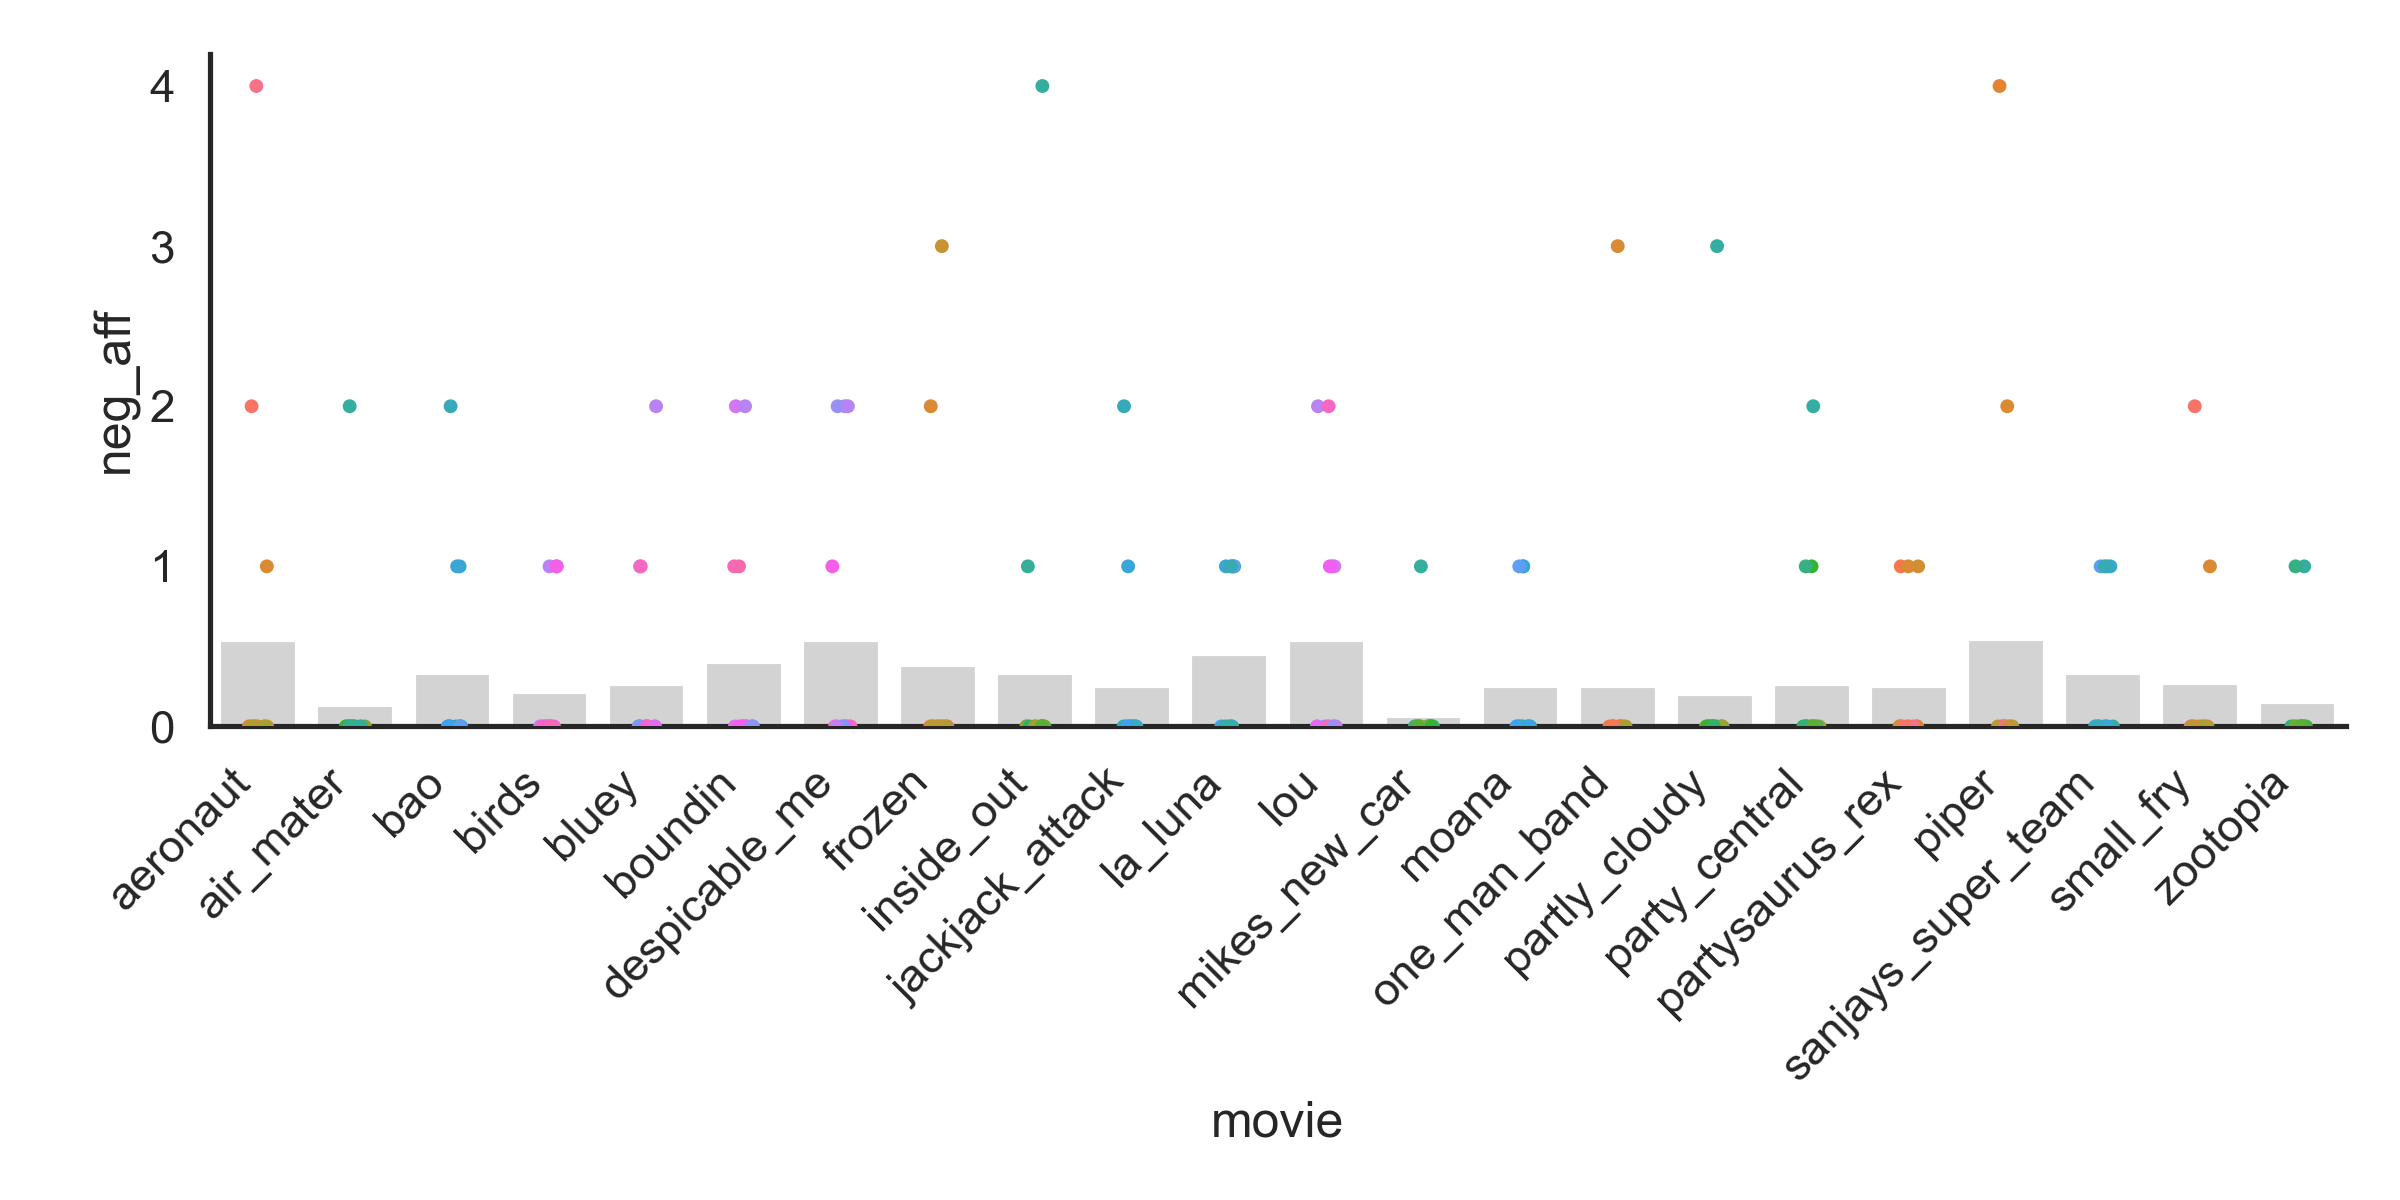 4
3
2
1
0
neg_aff
aeronaut
air_mater
bao
birds
bluey
boundin
despicable_me
frozen
inside_out
jackjack_attack
la_luna
lou
mikes_new_car
moana
one_man_band
partly_cloudy
party_central
partysaurus_rex
piper
sanjays_super_team
small_fry
zootopia
movie